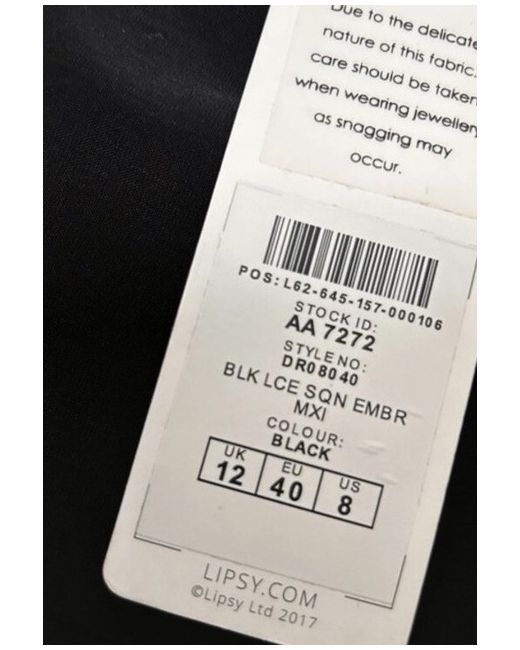 Due to the delicate
nature of this fabric.
care should be taken
when wearing jewellery
as snagging may
occur.
POS: L62-645-157-000106
STOCK ID:
AA 7272
STYLE NO:
DR08040
BLK LCE SQN EMBR
MXI
COLOUR:
BLACK
UK EU US
12 40 8
LIPSY.COM
©Lipsy Ltd 2017